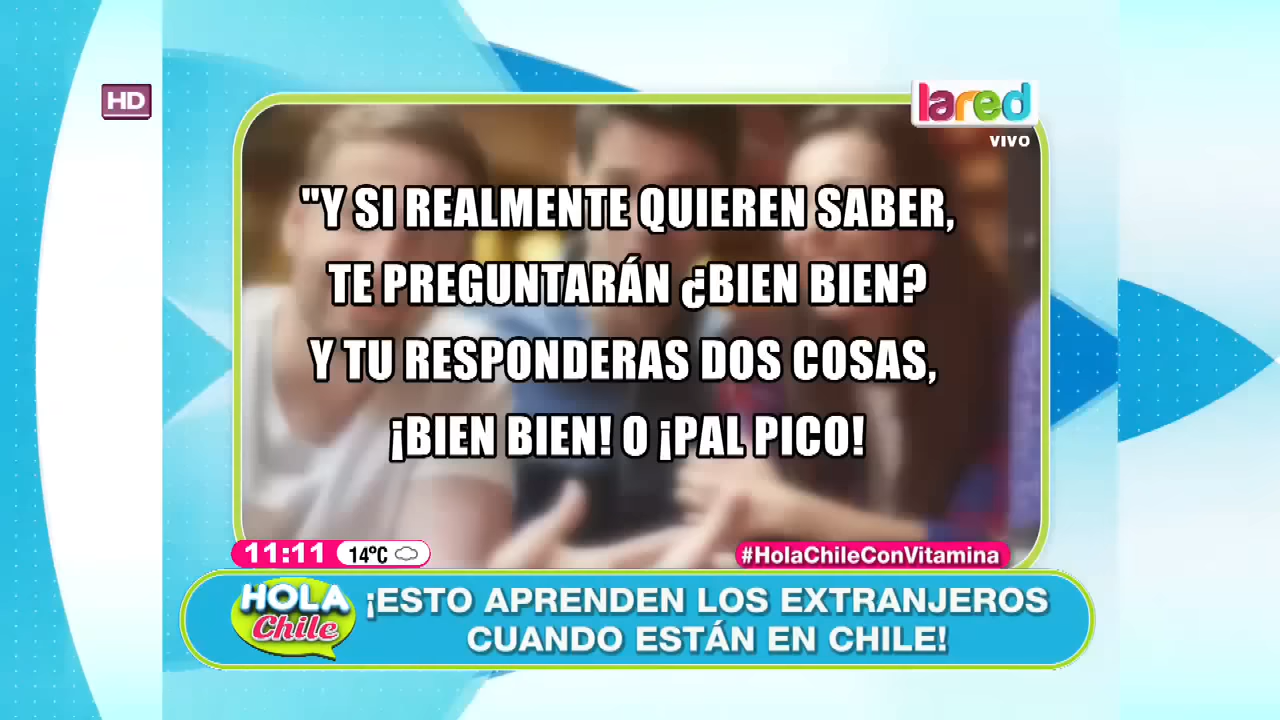 HD
lared
VIVO
"Y SI REALMENTE QUIEREN SABER,
TE PREGUNTARÁN ¿BIEN BIEN?
Y TU RESPONDERAS DOS COSAS,
¡BIEN BIEN! O ¡PAL PICO!
11:11 14ºC
#HolaChileConVitamina
HOLA
Chile
¡ESTO APRENDEN LOS EXTRANJEROS
CUANDO ESTÁN EN CHILE!